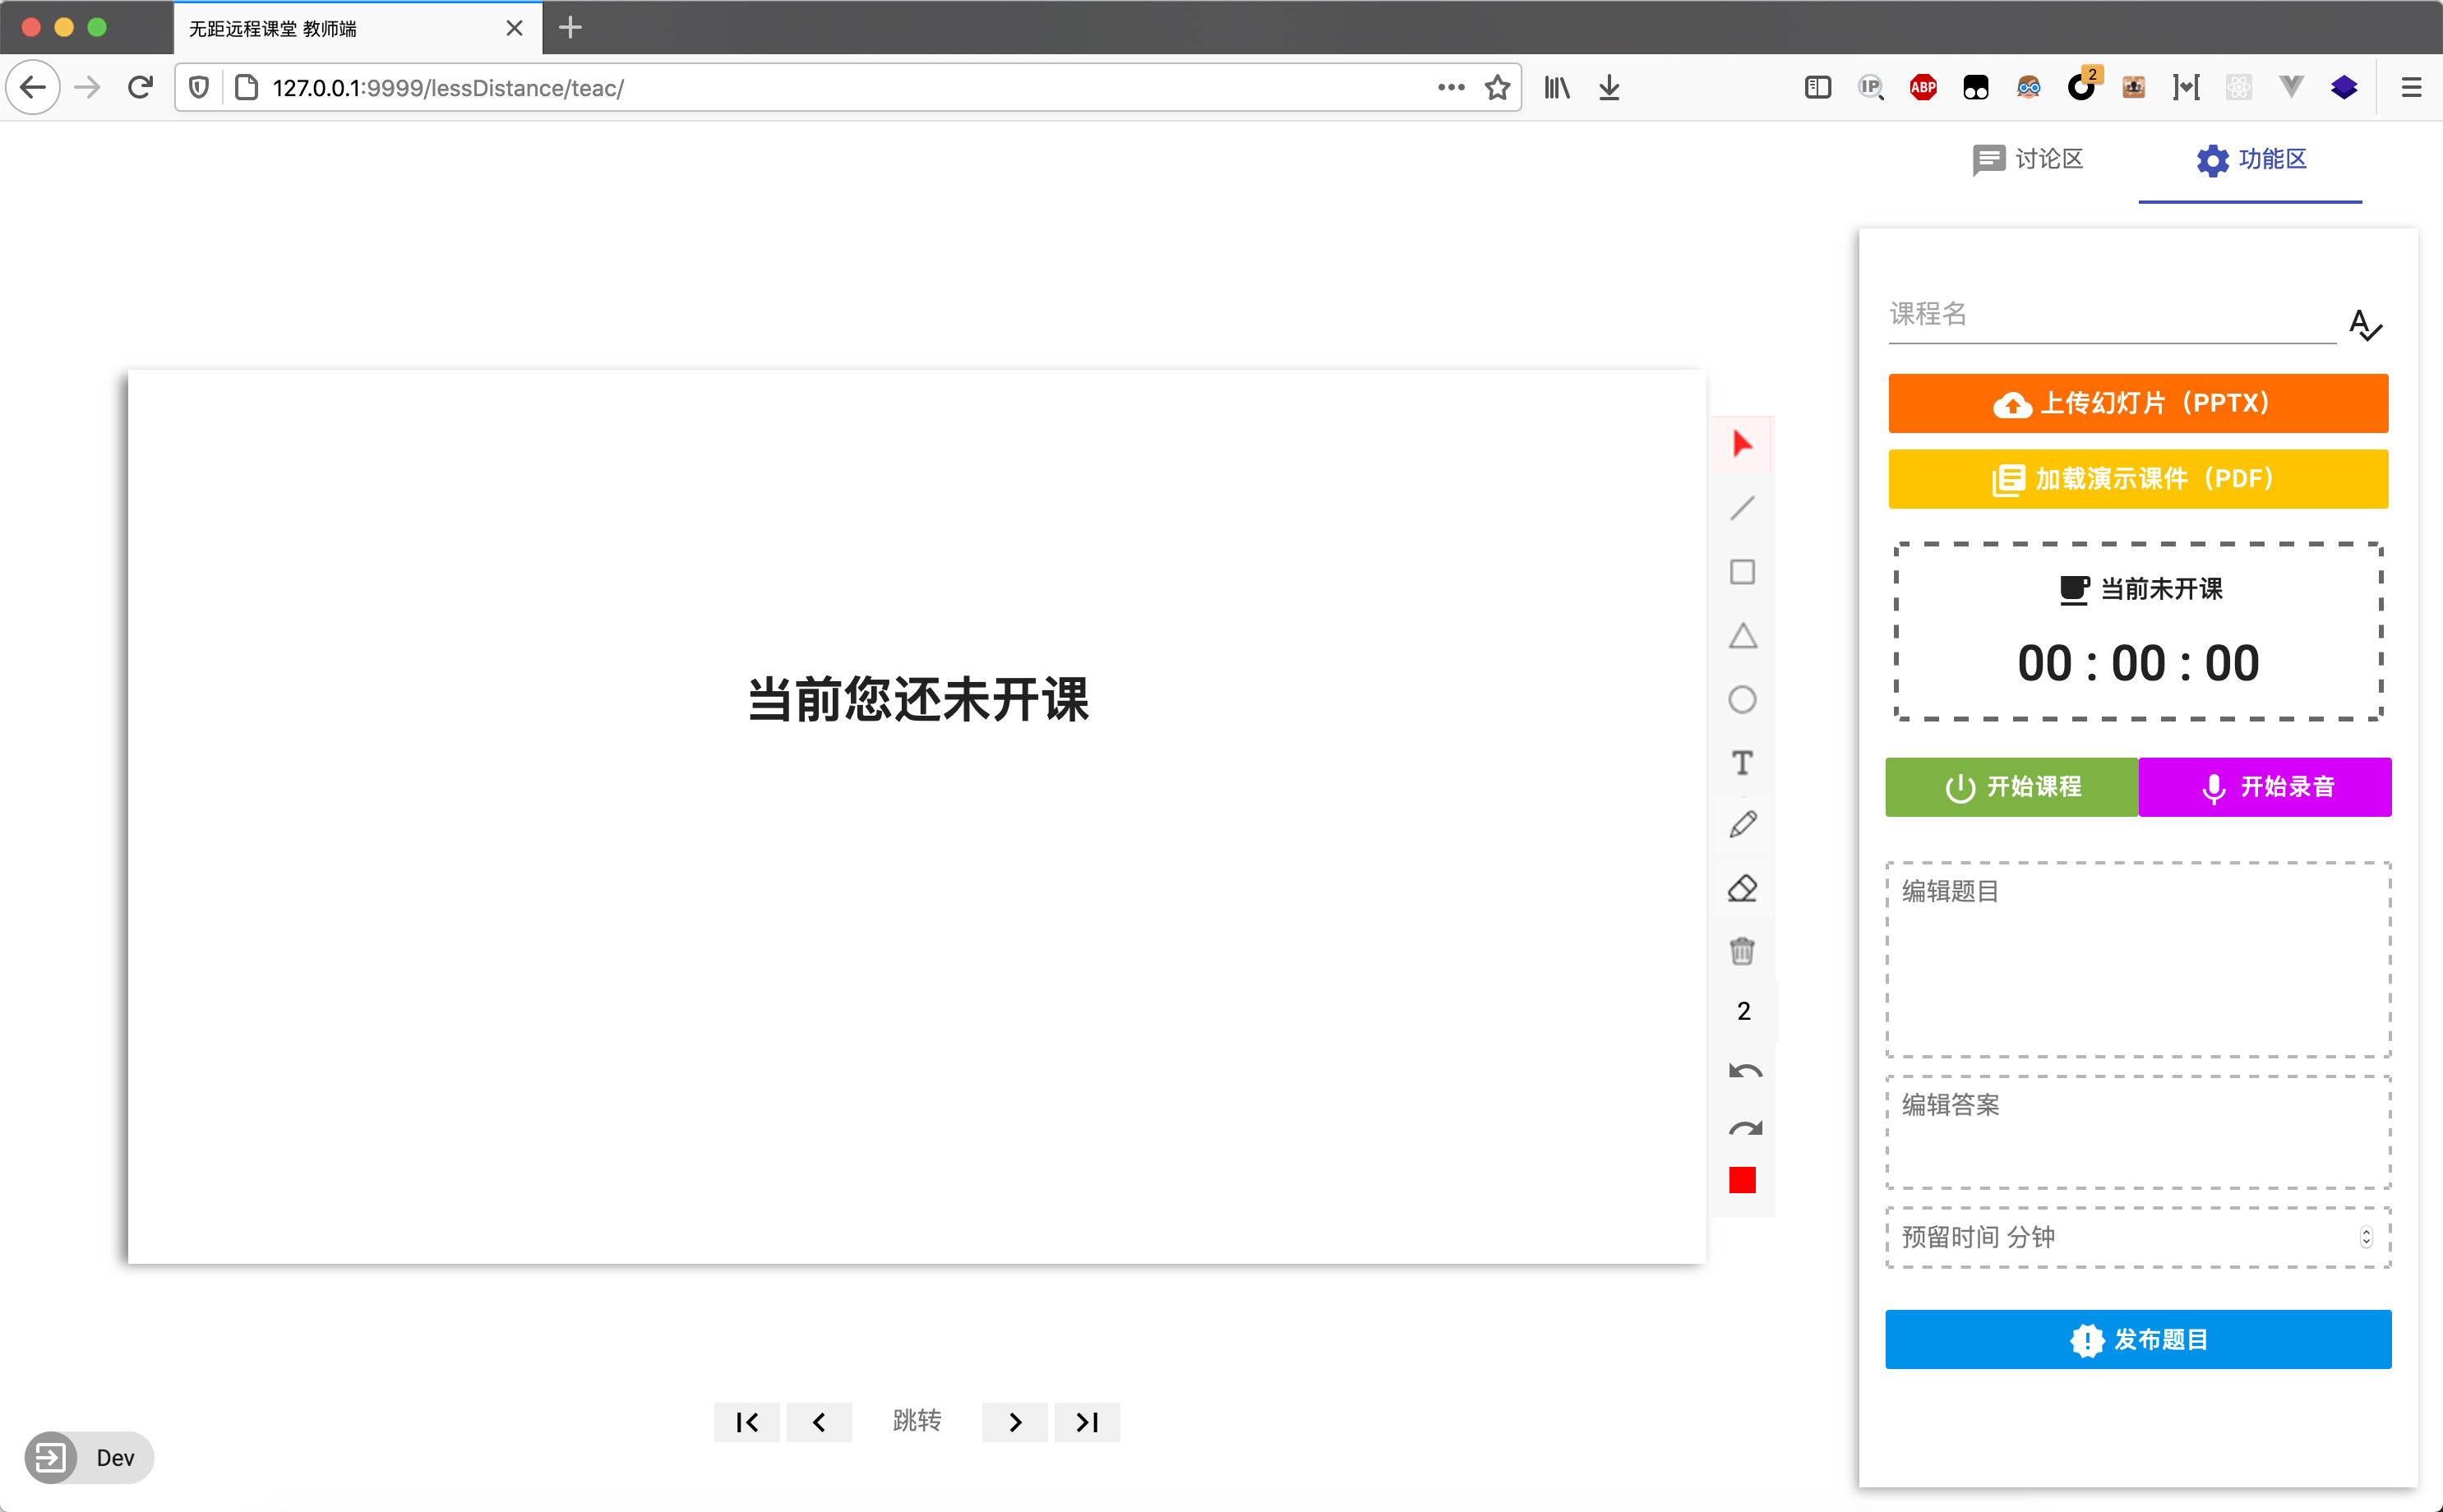 无距远程课堂 教师端
127.0.0.1:9999/lessDistance/teac/
IP
ABP
2
讨论区
功能区
课程名
上传幻灯片（PPTX）
加载演示课件（PDF）
当前未开课
00 : 00 : 00
当前您还未开课
T
开始课程
开始录音
编辑题目
2
编辑答案
预留时间 分钟
发布题目
跳转
Dev